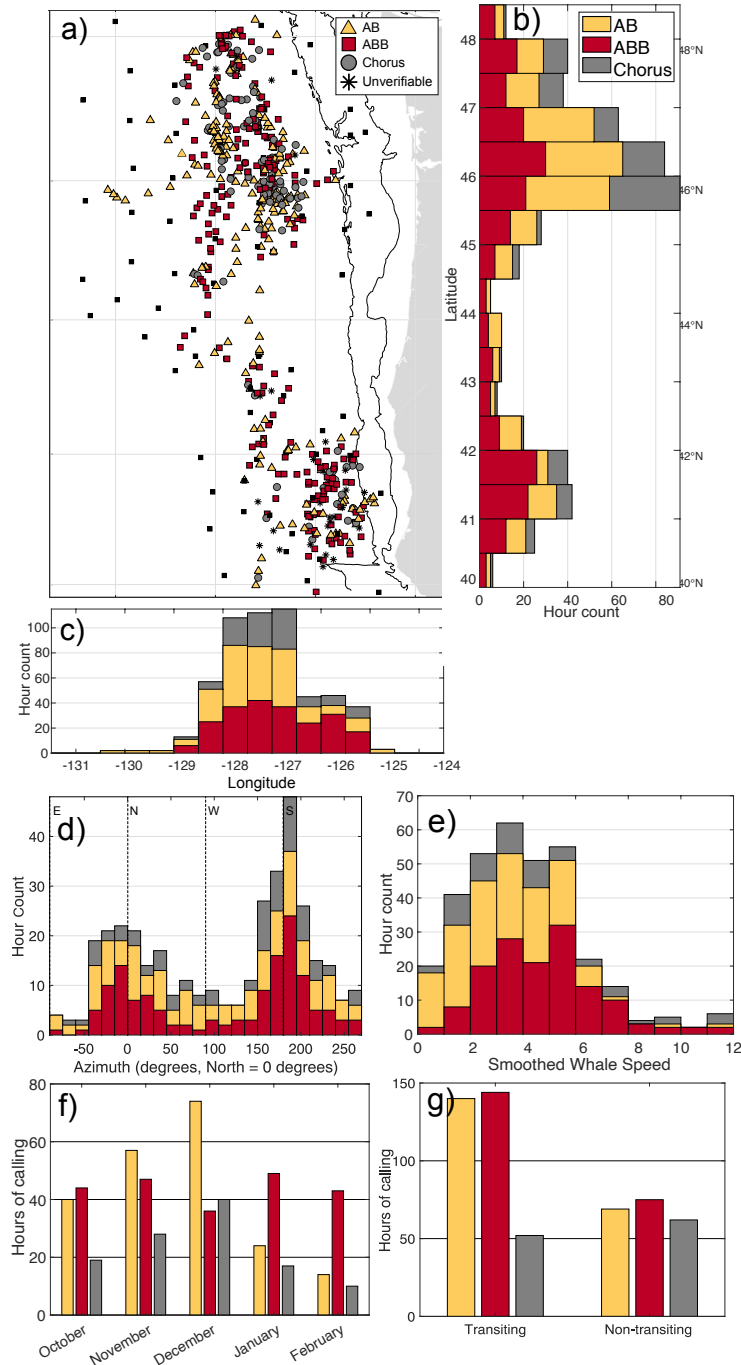 a)
AB
ABB
Chorus
Unverifiable
b)
AB
ABB
Chorus
48
47
46
45
44
43
42
41
40
Latitude
48°N
46°N
44°N
42°N
40°N
0 20 40 60 80
Hour count
c)
100
80
60
40
20
0
Hour count
-131 -130 -129 -128 -127 -126 -125 -124
Longitude
d)
E N W S
40
30
20
10
0
Hour count
-50 0 50 100 150 200 250
Azimuth (degrees, North = 0 degrees)
e)
70
60
50
40
30
20
10
0
Hour count
0 2 4 6 8 10 12
Smoothed Whale Speed
f)
80
60
40
20
0
Hours of calling
October November December January February
g)
150
100
50
0
Hours of calling
Transiting Non-transiting